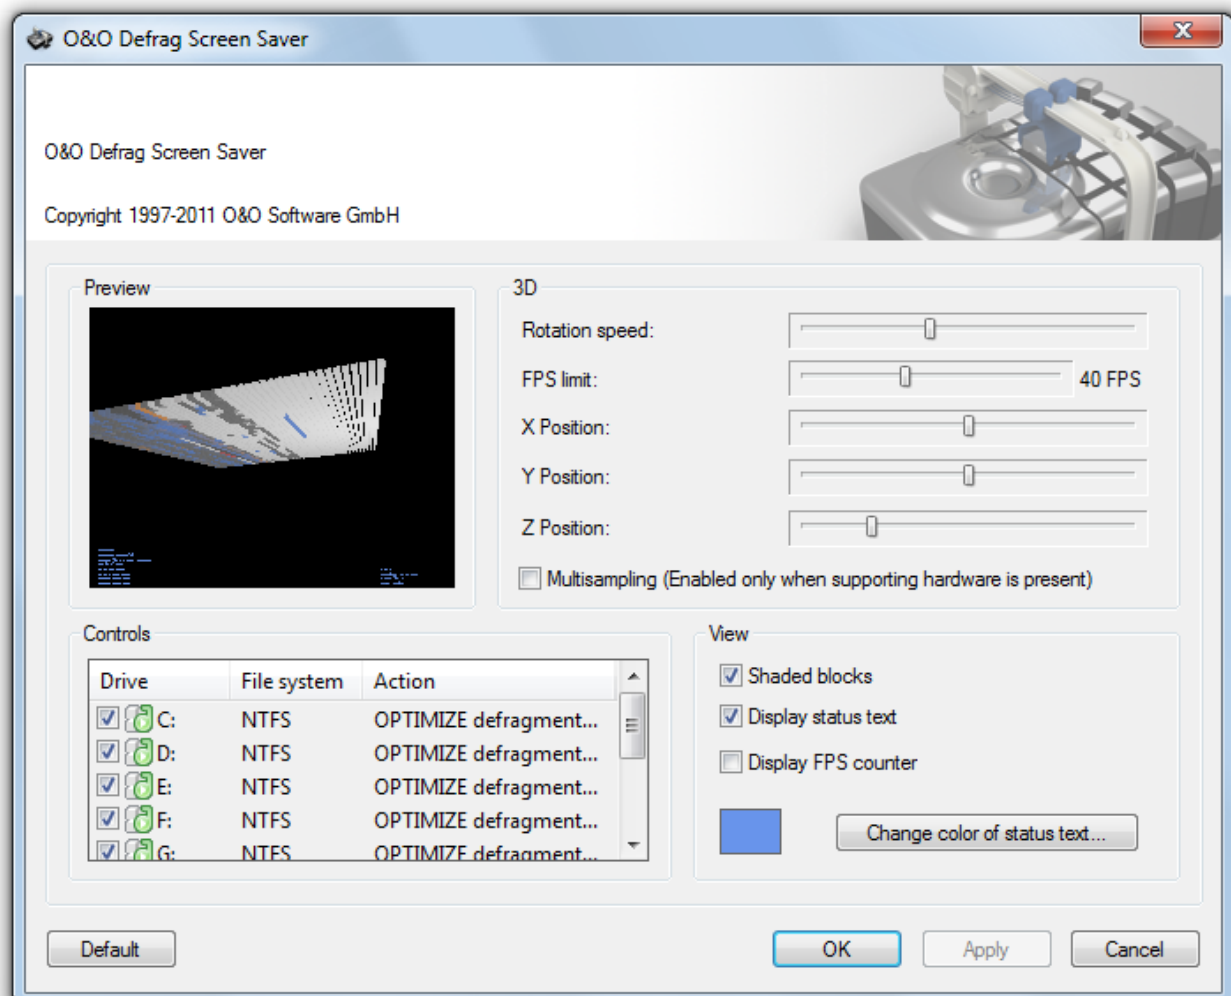 O&O Defrag Screen Saver
O&O Defrag Screen Saver
Copyright 1997-2011 O&O Software GmbH
Preview
3D
Rotation speed:
FPS limit:
40 FPS
X Position:
Y Position:
Z Position:
Multisampling (Enabled only when supporting hardware is present)
Controls
Drive File system Action
C: NTFS OPTIMIZE defragment...
D: NTFS OPTIMIZE defragment...
E: NTFS OPTIMIZE defragment...
F: NTFS OPTIMIZE defragment...
G: NTFS OPTIMIZE defragment...
View
Shaded blocks
Display status text
Display FPS counter
Change color of status text...
Default
OK
Apply
Cancel